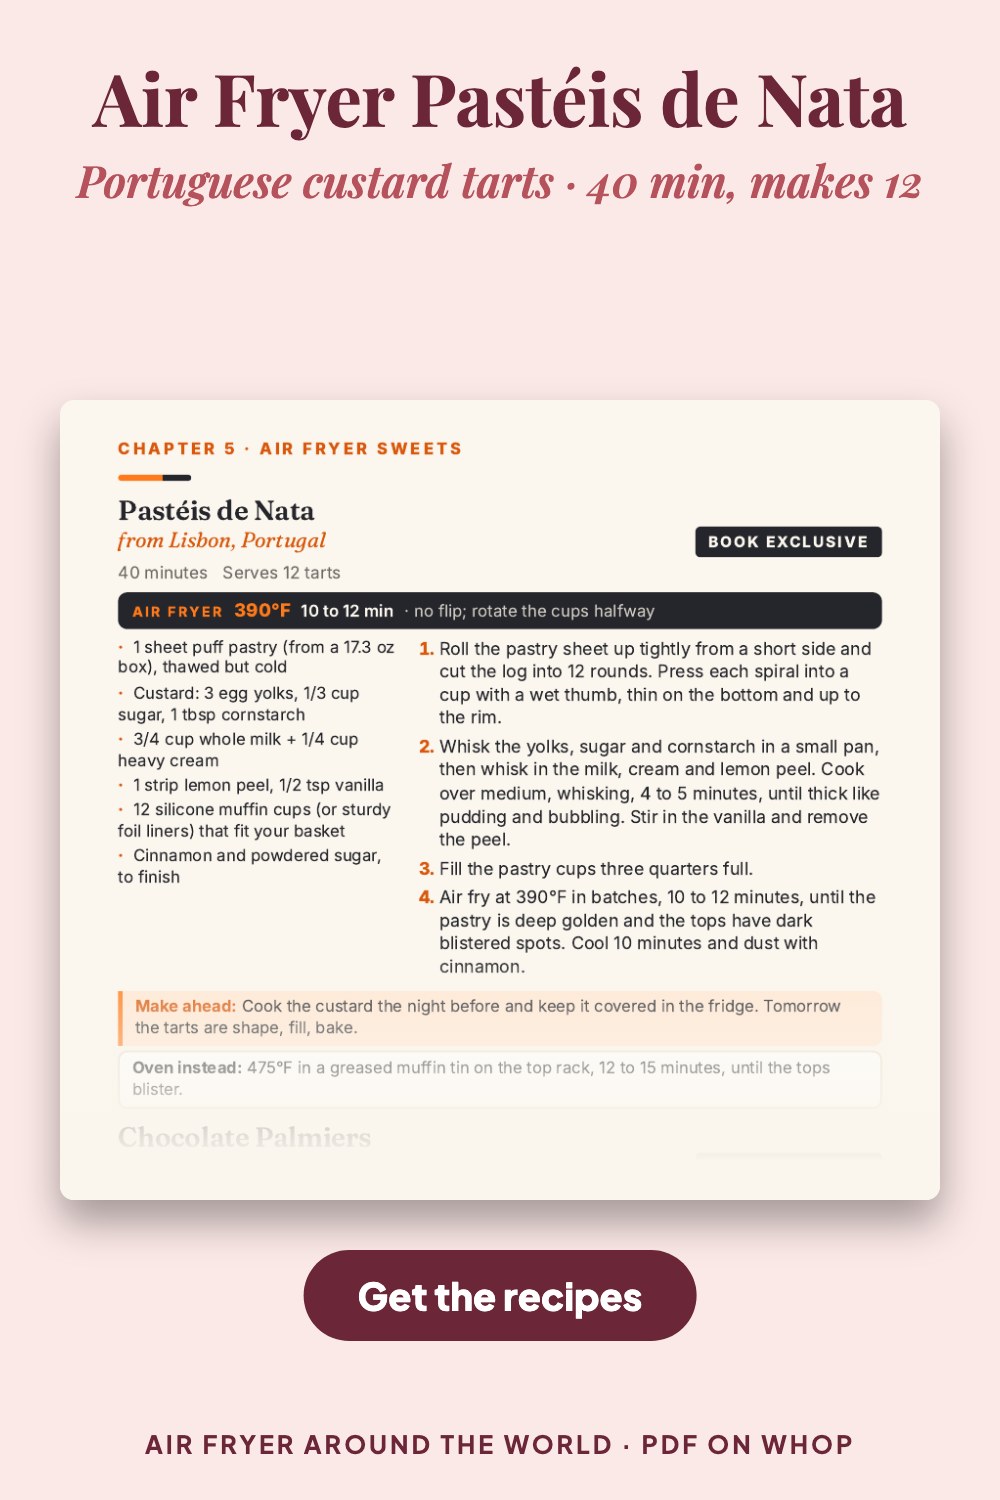 Air Fryer Pastéis de Nata
Portuguese custard tarts · 40 min, makes 12
CHAPTER 5 · AIR FRYER SWEETS
Pastéis de Nata
from Lisbon, Portugal
BOOK EXCLUSIVE
40 minutes Serves 12 tarts
AIR FRYER 390°F 10 to 12 min · no flip; rotate the cups halfway
· 1 sheet puff pastry (from a 17.3 oz
box), thawed but cold
· Custard: 3 egg yolks, 1/3 cup
sugar, 1 tbsp cornstarch
· 3/4 cup whole milk + 1/4 cup
heavy cream
· 1 strip lemon peel, 1/2 tsp vanilla
· 12 silicone muffin cups (or sturdy
foil liners) that fit your basket
· Cinnamon and powdered sugar,
to finish
1. Roll the pastry sheet up tightly from a short side and
cut the log into 12 rounds. Press each spiral into a
cup with a wet thumb, thin on the bottom and up to
the rim.
2. Whisk the yolks, sugar and cornstarch in a small pan,
then whisk in the milk, cream and lemon peel. Cook
over medium, whisking, 4 to 5 minutes, until thick like
pudding and bubbling. Stir in the vanilla and remove
the peel.
3. Fill the pastry cups three quarters full.
4. Air fry at 390°F in batches, 10 to 12 minutes, until the
pastry is deep golden and the tops have dark
blistered spots. Cool 10 minutes and dust with
cinnamon.
Make ahead: Cook the custard the night before and keep it covered in the fridge. Tomorrow
the tarts are shape, fill, bake.
Oven instead: 475°F in a greased muffin tin on the top rack, 12 to 15 minutes, until the tops
blister.
Chocolate Palmiers
Get the recipes
AIR FRYER AROUND THE WORLD · PDF ON WHOP